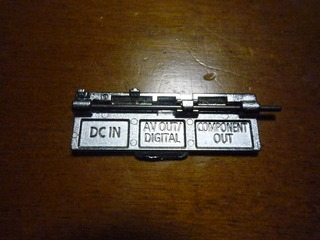 DC IN
AV OUT/
DIGITAL
COMPONENT
OUT